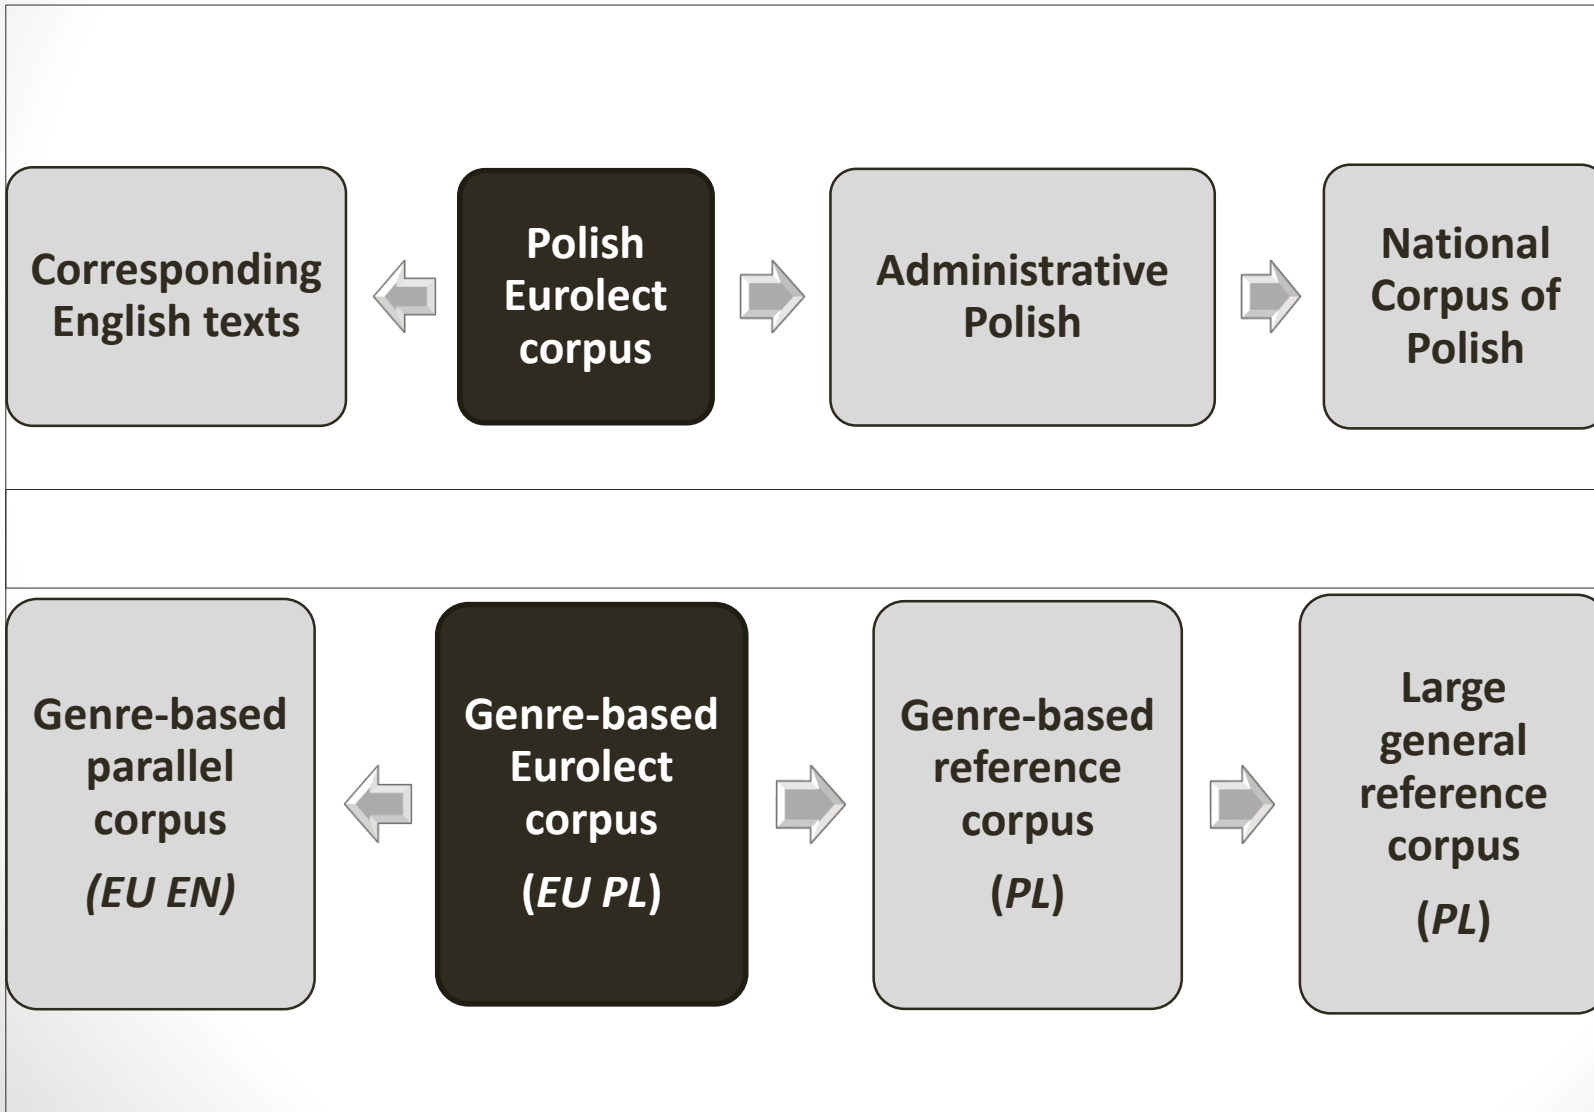 Corresponding
English texts
Polish
Eurolect
corpus
Administrative
Polish
National
Corpus of
Polish
Genre-based
parallel
corpus
(EU EN)
Genre-based
Eurolect
corpus
(EU PL)
Genre-based
reference
corpus
(PL)
Large
general
reference
corpus
(PL)